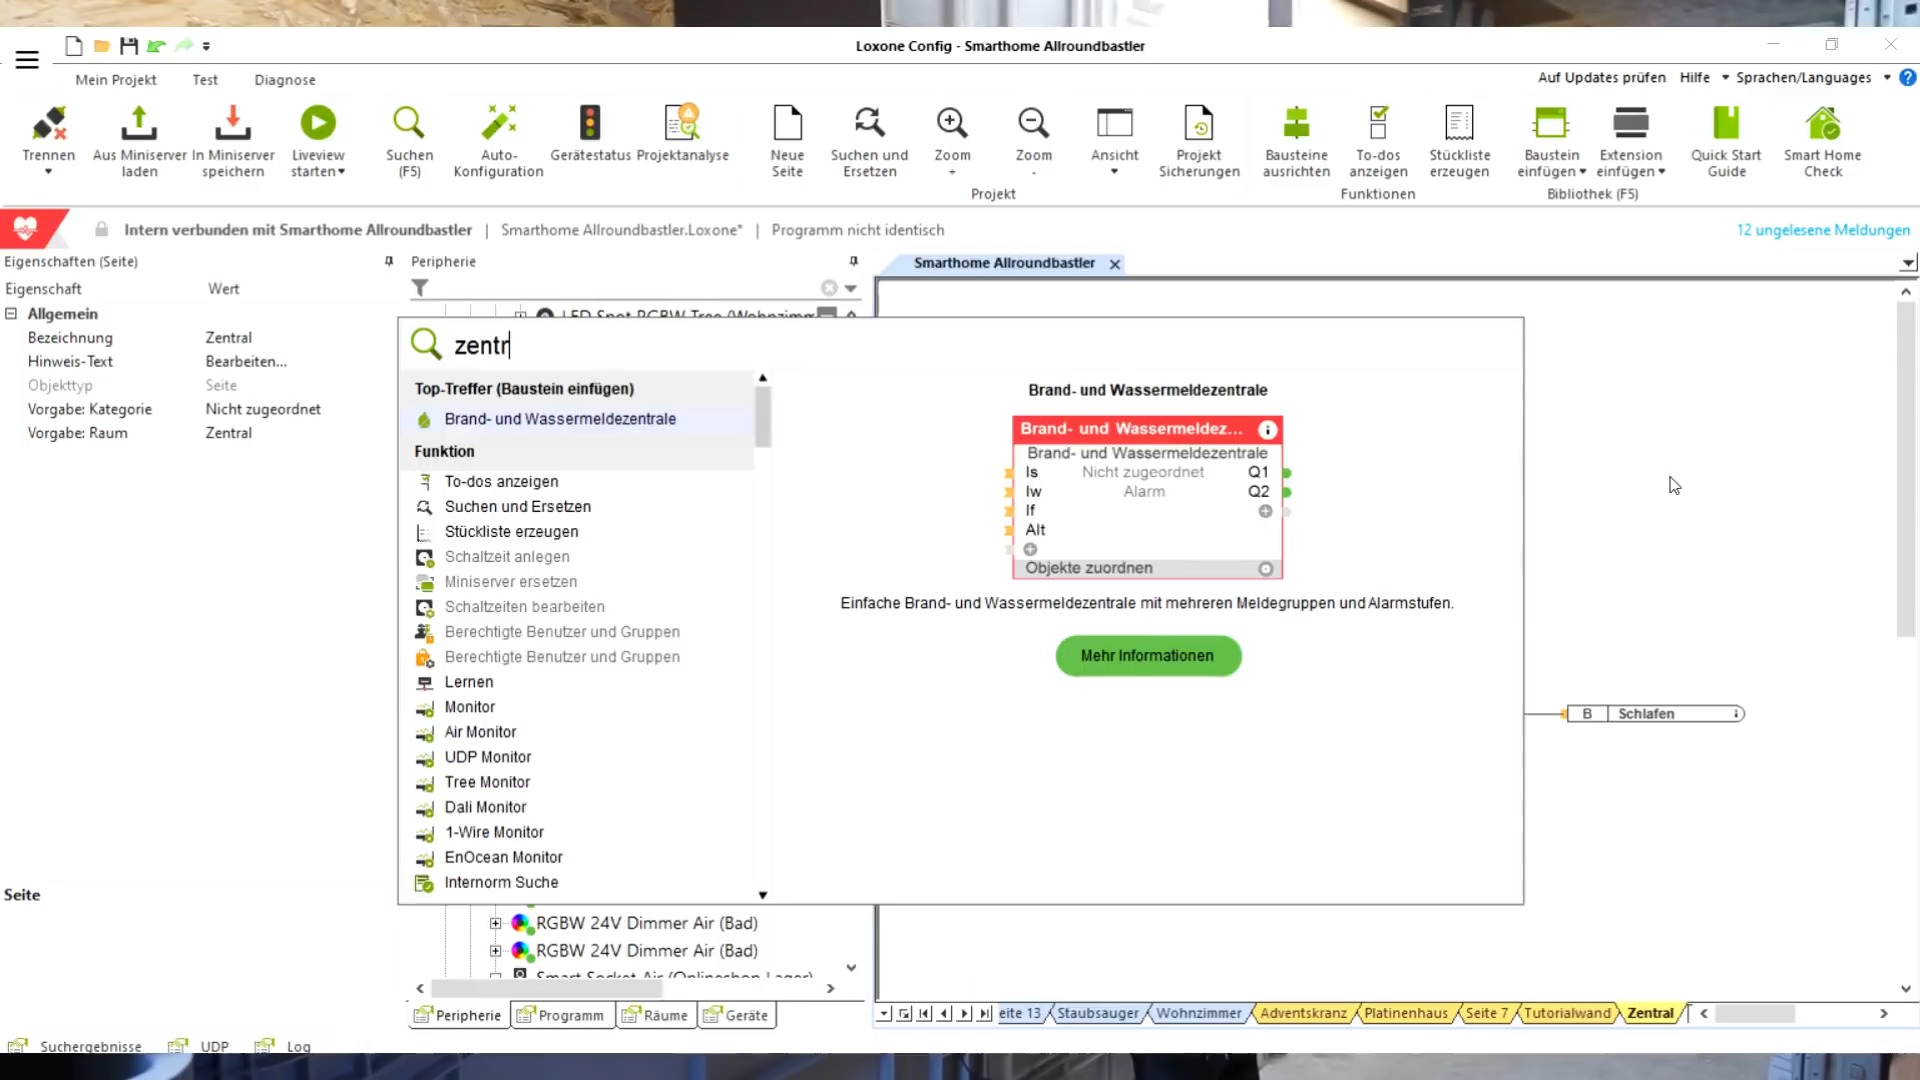 Loxone Config - Smarthome Allroundbastler
Mein Projekt Test Diagnose
Auf Updates prüfen Hilfe Sprachen/Languages
Trennen
Aus Miniserver laden
In Miniserver speichern
Liveview starten
Suchen (F5)
Auto-Konfiguration
Gerätestatus
Projektanalyse
Neue Seite
Suchen und Ersetzen
Zoom +
Zoom -
Ansicht
Projekt Sicherungen
Bausteine ausrichten
To-dos anzeigen
Stückliste erzeugen
Baustein einfügen
Extension einfügen
Quick Start Guide
Smart Home Check
Projekt
Funktionen
Bibliothek (F5)
Intern verbunden mit Smarthome Allroundbastler | Smarthome Allroundbastler.Loxone* | Programm nicht identisch
12 ungelesene Meldungen
Eigenschaften (Seite)
Eigenschaft Wert
Allgemein
Bezeichnung Zentral
Hinweis-Text Bearbeiten...
Objekttyp Seite
Vorgabe: Kategorie Nicht zugeordnet
Vorgabe: Raum Zentral
Seite
Peripherie
LED Spot RGBW Tree (Wohnzimm
Smarthome Allroundbastler
zentr
Top-Treffer (Baustein einfügen)
Brand- und Wassermeldezentrale
Funktion
To-dos anzeigen
Suchen und Ersetzen
Stückliste erzeugen
Schaltzeit anlegen
Miniserver ersetzen
Schaltzeiten bearbeiten
Berechtigte Benutzer und Gruppen
Berechtigte Benutzer und Gruppen
Lernen
Monitor
Air Monitor
UDP Monitor
Tree Monitor
Dali Monitor
1-Wire Monitor
EnOcean Monitor
Internorm Suche
Brand- und Wassermeldezentrale
Brand- und Wassermeldez...
Brand- und Wassermeldezentrale
Is Nicht zugeordnet Q1
Iw Alarm Q2
If
Alt
Objekte zuordnen
Einfache Brand- und Wassermeldezentrale mit mehreren Meldegruppen und Alarmstufen.
Mehr Informationen
B Schlafen
RGBW 24V Dimmer Air (Bad)
RGBW 24V Dimmer Air (Bad)
Smart Socket Air (Onlineshop Lager)
Peripherie Programm Räume Geräte
eite 13 Staubsauger Wohnzimmer Adventskranz Platinenhaus Seite 7 Tutorialwand Zentral
Suchergebnisse UDP Log